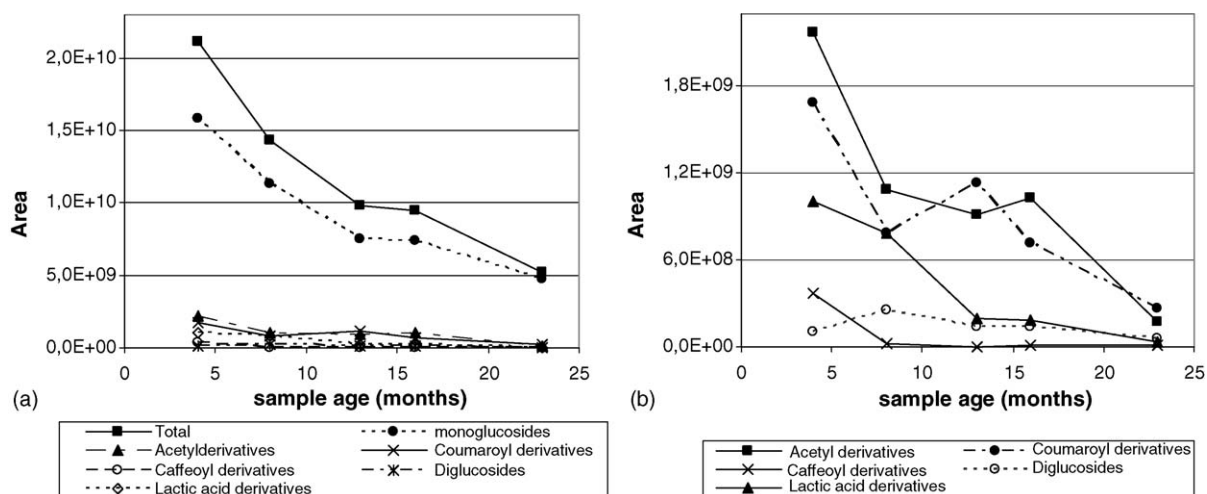 2,0E+10
1,5E+10
1,0E+10
5,0E+09
0,0E+00
Area
0 5 10 15 20 25
sample age (months)
(a)
Total
monoglucosides
Acetylderivatives
Coumaroyl derivatives
Caffeoyl derivatives
Diglucosides
Lactic acid derivatives
1,8E+09
1,2E+09
6,0E+08
0,0E+00
Area
0 5 10 15 20 25
sample age (months)
(b)
Acetyl derivatives
Coumaroyl derivatives
Caffeoyl derivatives
Diglucosides
Lactic acid derivatives